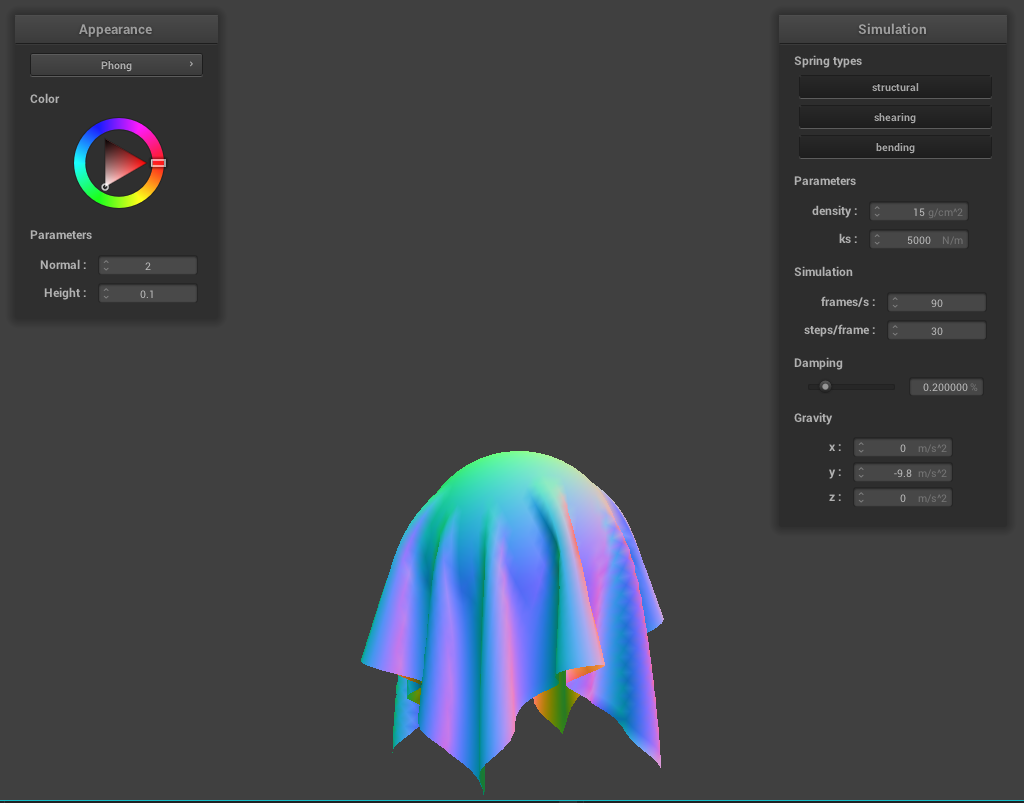 Appearance
Phong
Color
Parameters
Normal : 2
Height : 0.1
Simulation
Spring types
structural
shearing
bending
Parameters
density : 15 g/cm^2
ks : 5000 N/m
Simulation
frames/s : 90
steps/frame : 30
Damping
0.200000 %
Gravity
x : 0 m/s^2
y : -9.8 m/s^2
z : 0 m/s^2